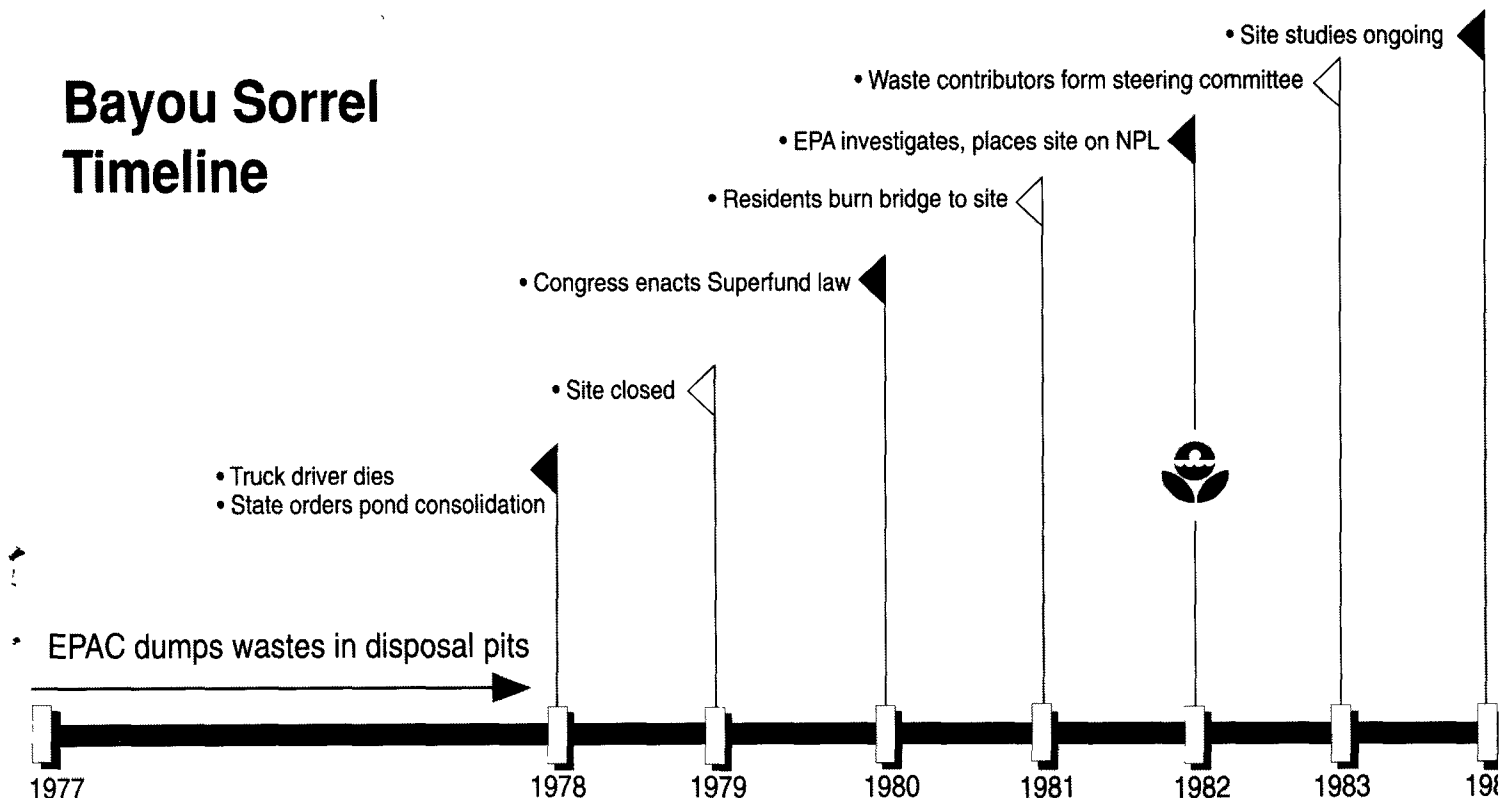 Bayou Sorrel
Timeline
• Site studies ongoing
• Waste contributors form steering committee
• EPA investigates, places site on NPL
• Residents burn bridge to site
• Congress enacts Superfund law
• Site closed
• Truck driver dies
• State orders pond consolidation
EPAC dumps wastes in disposal pits
1977 1978 1979 1980 1981 1982 1983